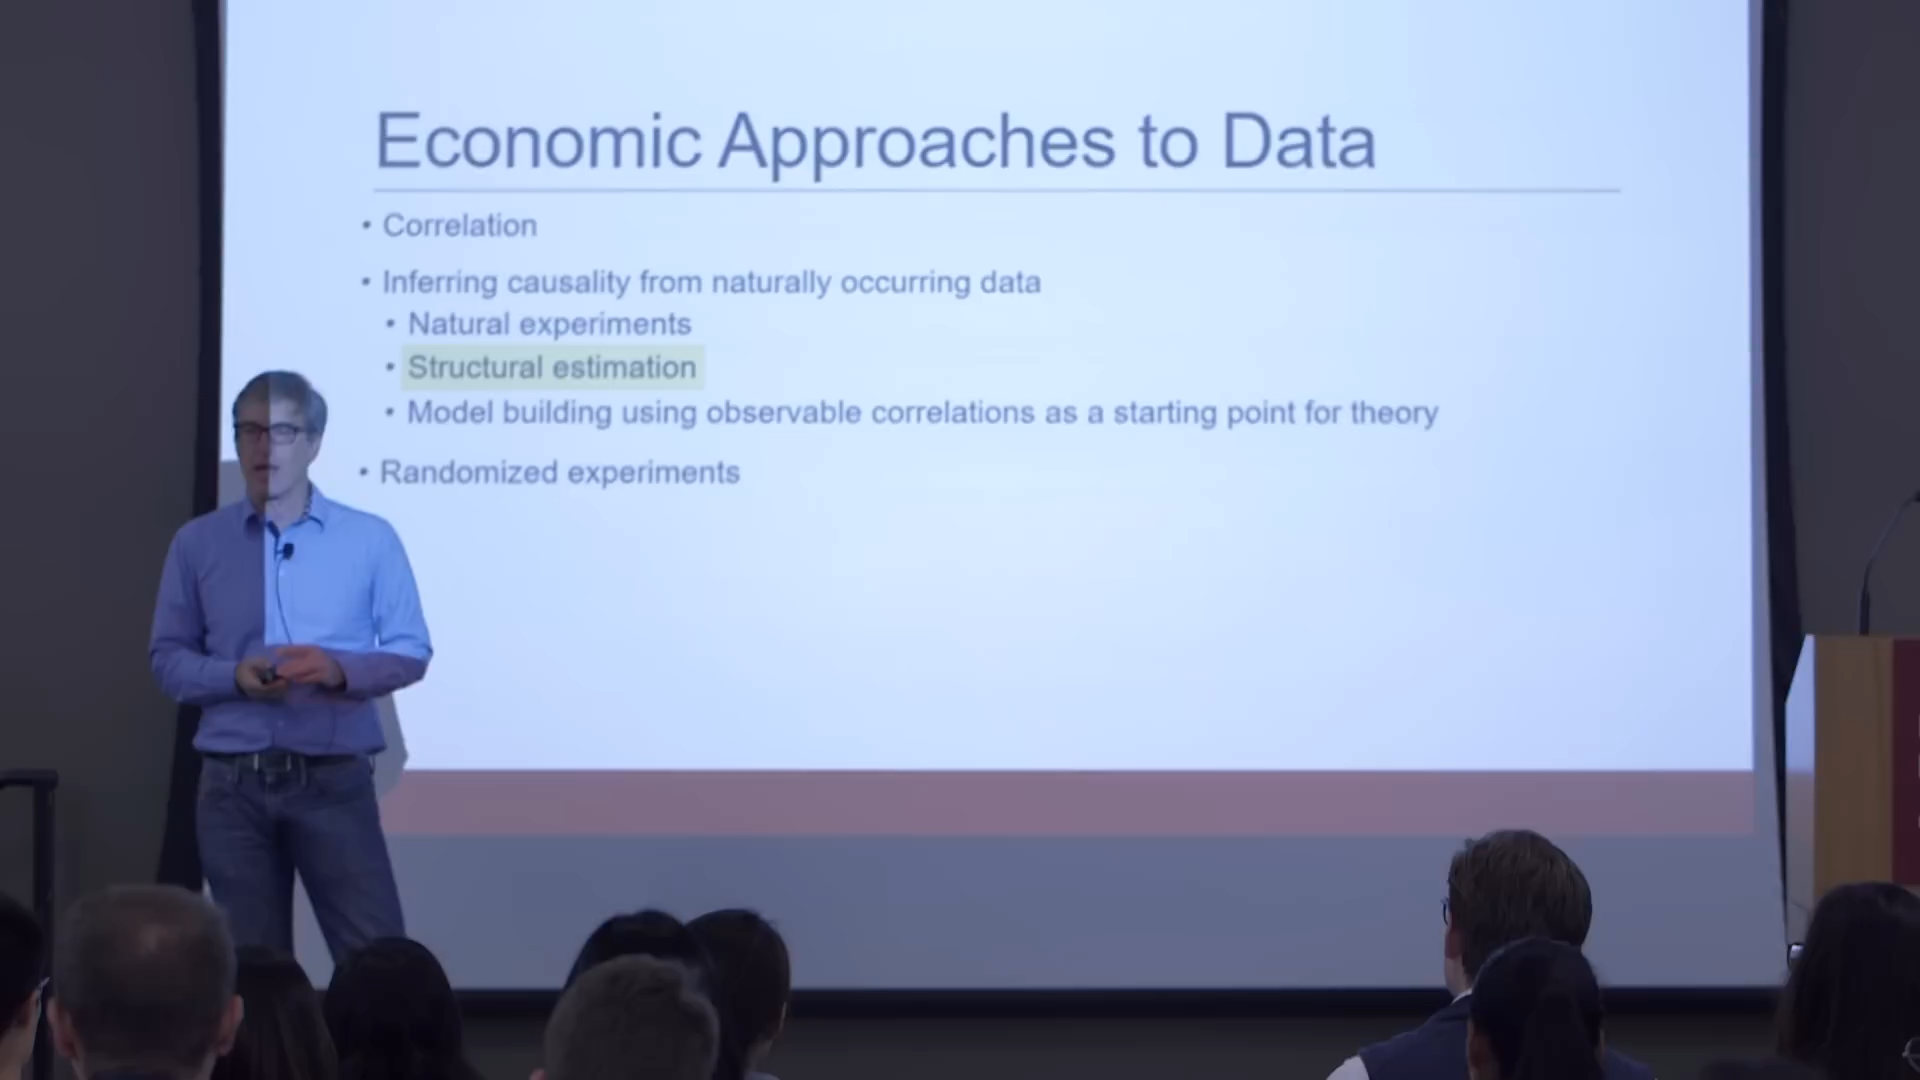 Economic Approaches to Data
• Correlation
• Inferring causality from naturally occurring data
• Natural experiments
• Structural estimation
• Model building using observable correlations as a starting point for theory
• Randomized experiments